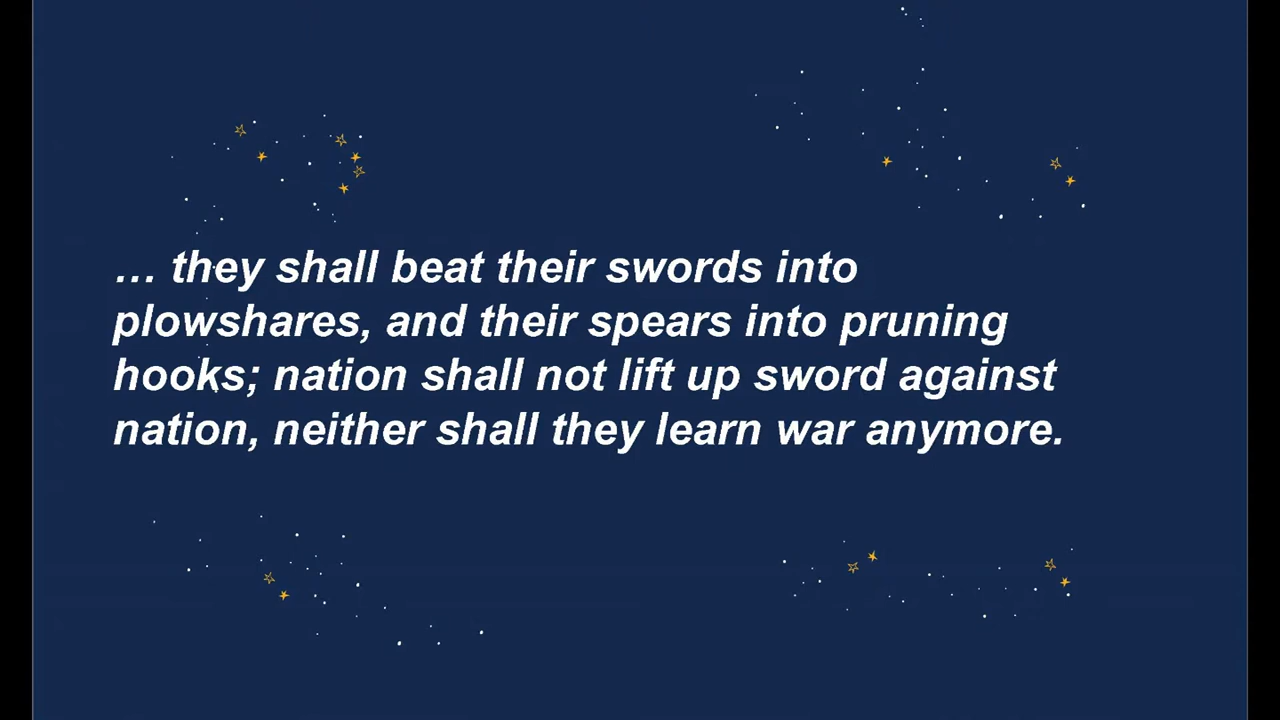 … they shall beat their swords into
plowshares, and their spears into pruning
hooks; nation shall not lift up sword against
nation, neither shall they learn war anymore.